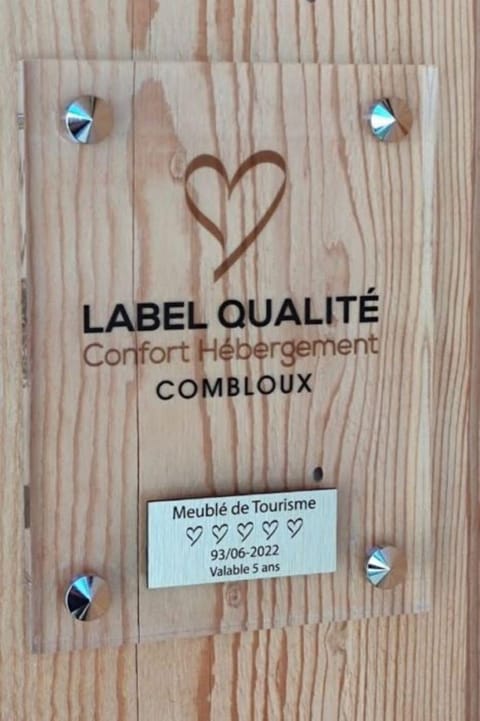 LABEL QUALITÉ
Confort Hébergement
COMBLOUX
Meublé de Tourisme
93/06-2022
Valable 5 ans